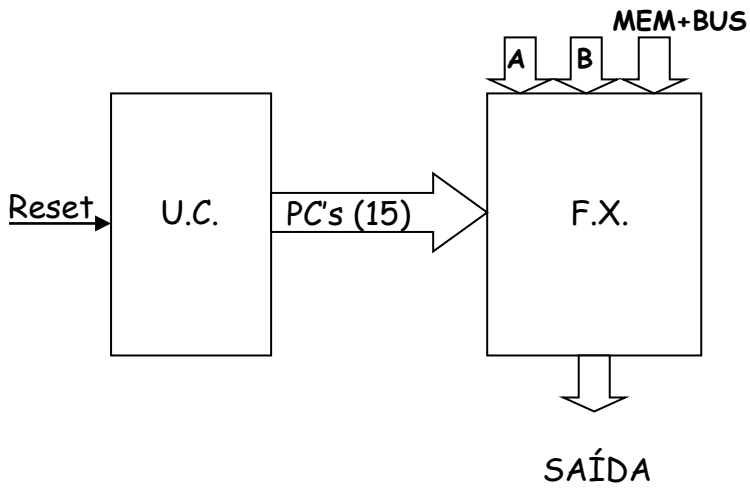 MEM+BUS
A
B
Reset
U.C.
PC's (15)
F.X.
SAÍDA